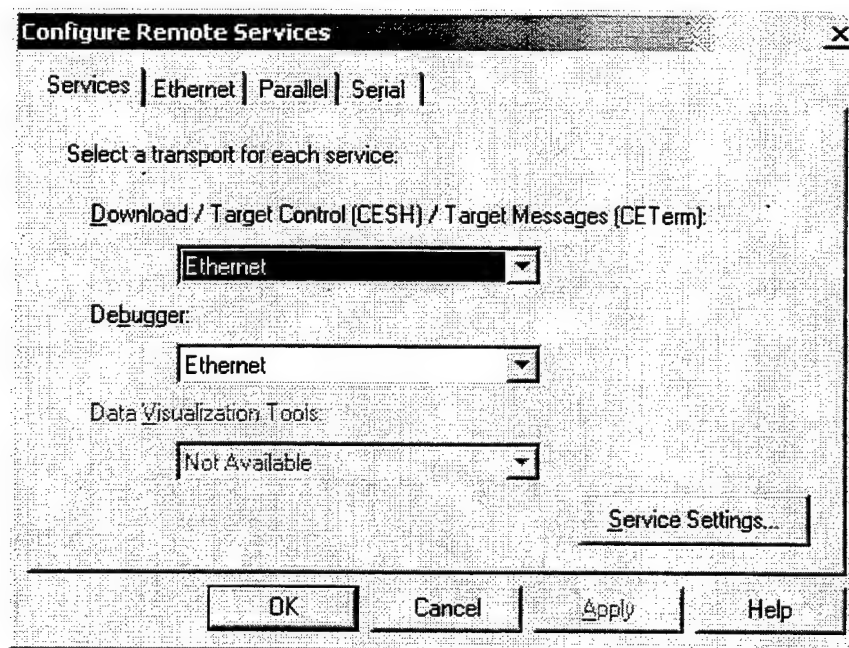 Configure Remote Services
Services Ethernet Parallel Serial
Select a transport for each service:
Download / Target Control (CESH) / Target Messages (CETerm):
Ethernet
Debugger:
Ethernet
Data Visualization Tools:
Not Available
Service Settings...
OK Cancel Apply Help